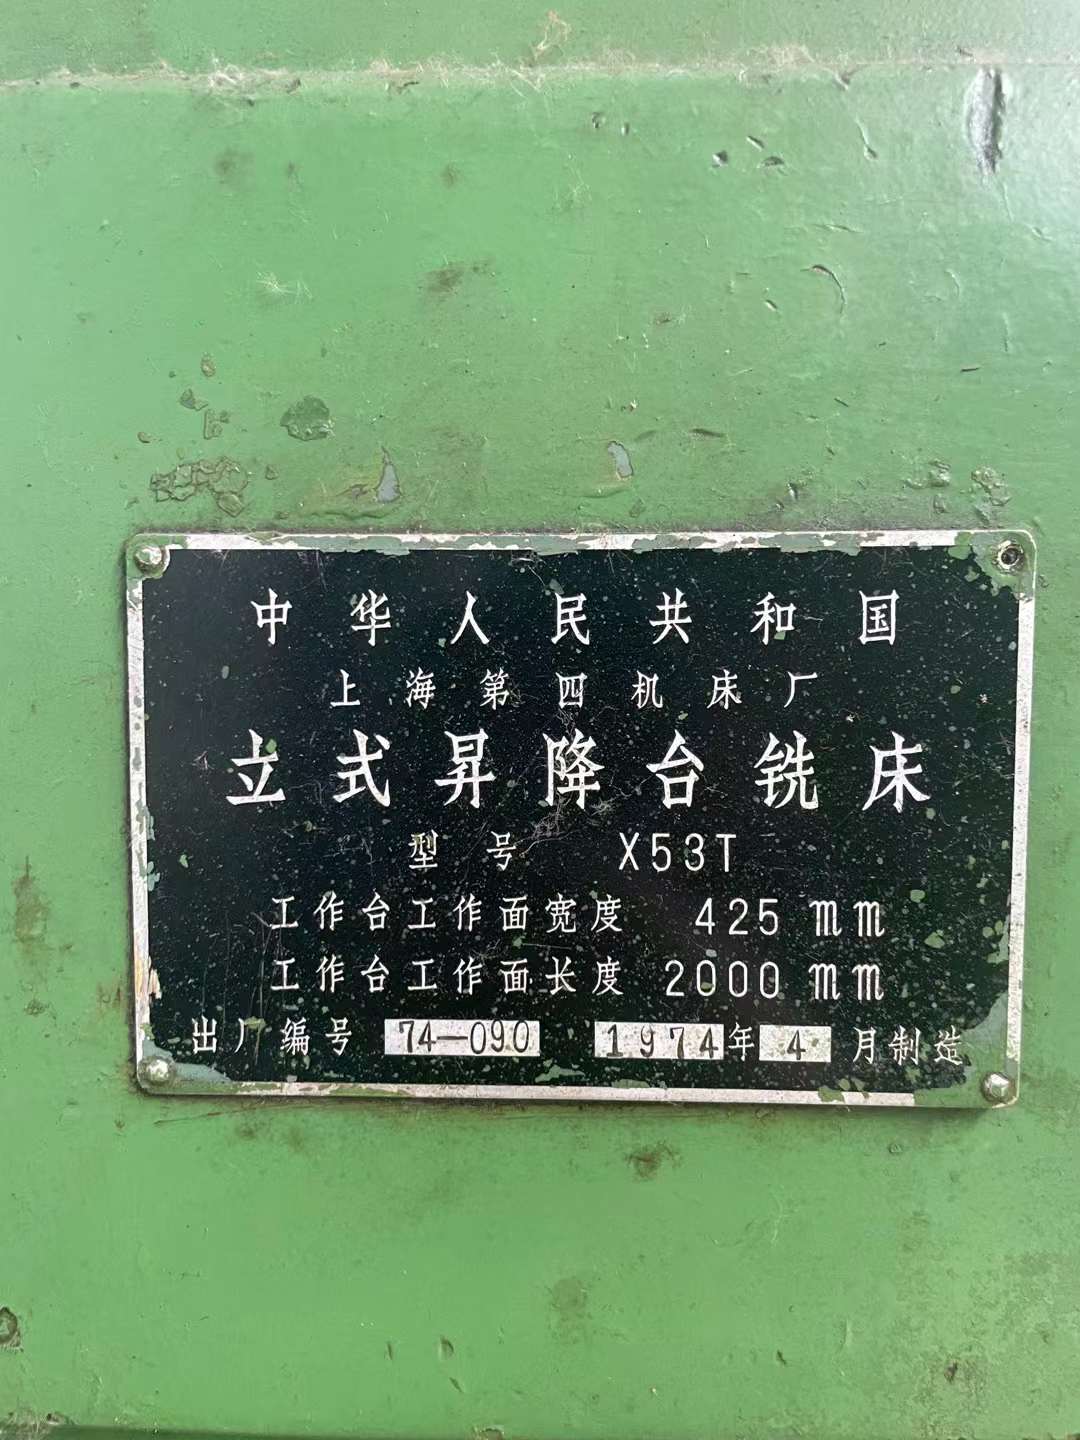 中华人民共和国
上海第四机床厂
立式昇降台铣床
型号 X53T
工作台工作面宽度 425 mm
工作台工作面长度 2000 mm
出厂编号 74-090 1974年4月制造